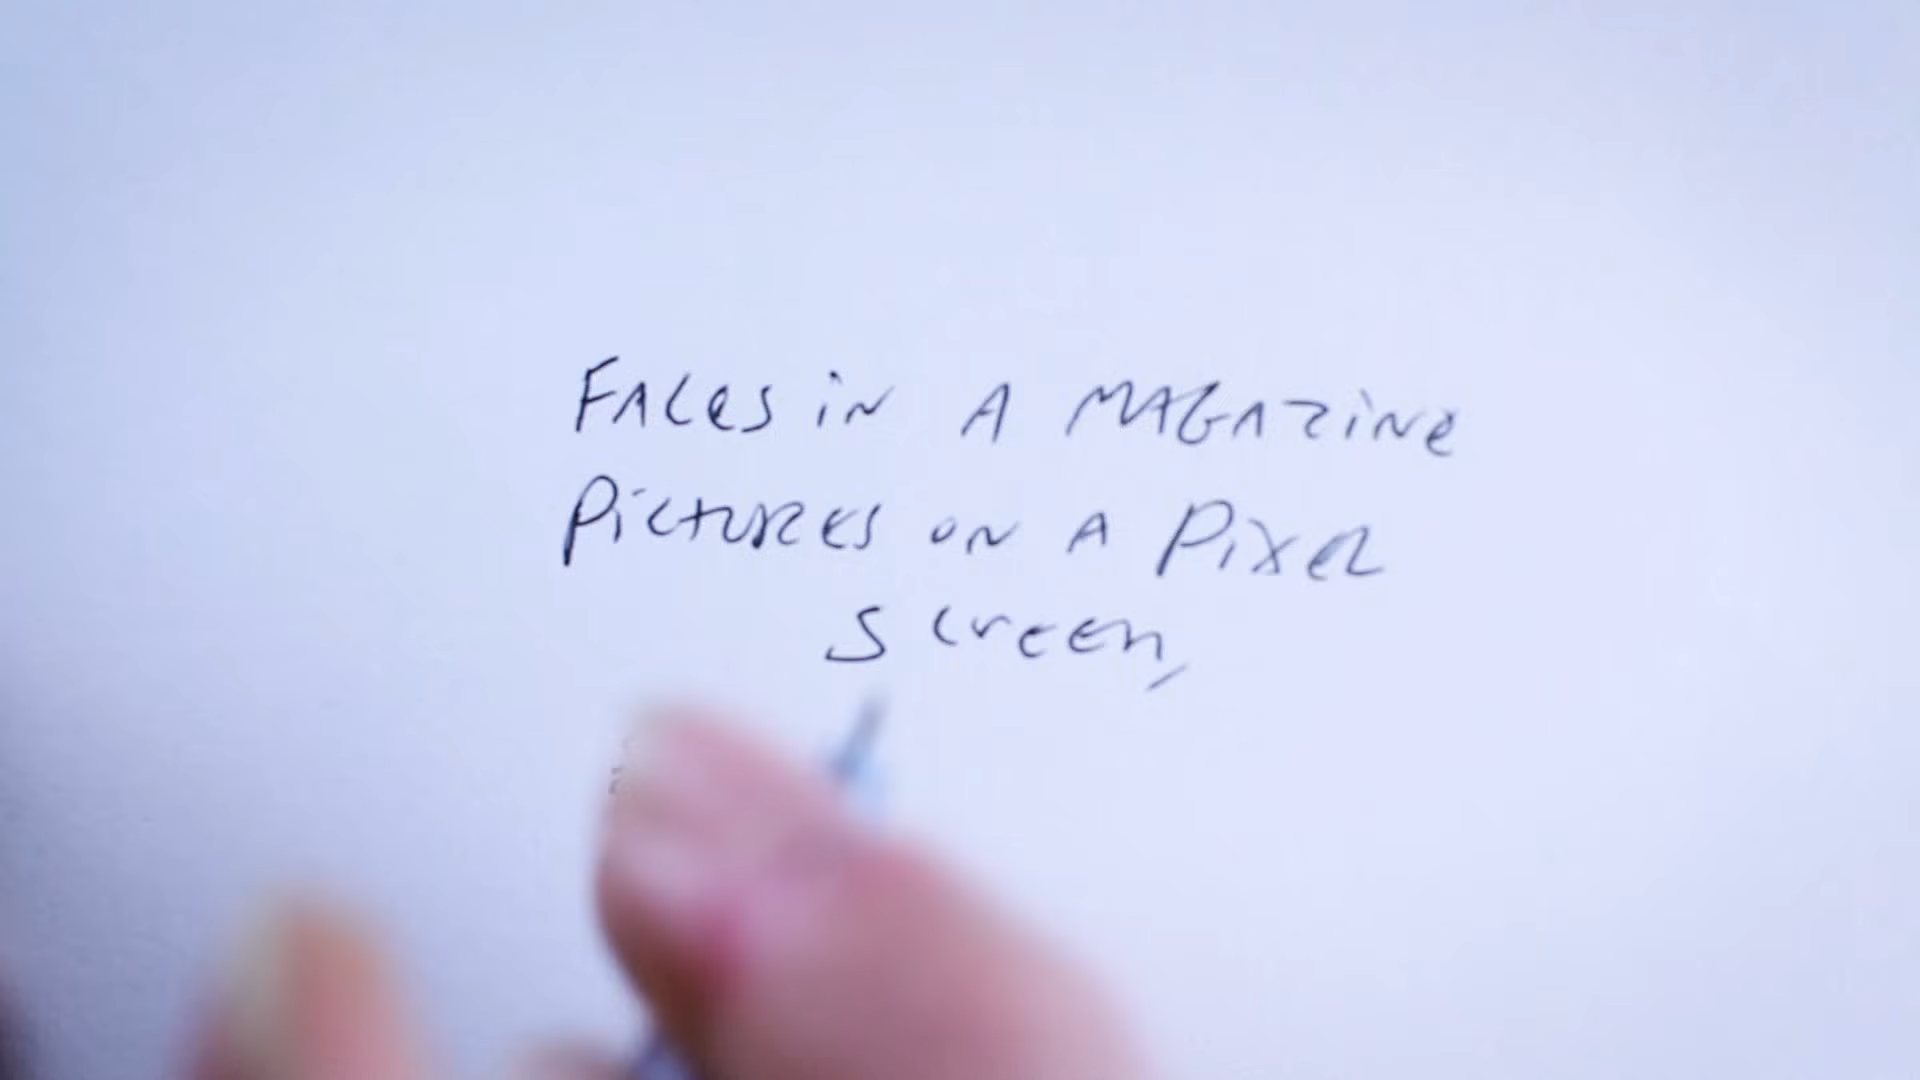 FACes iN A MAGAZiNe
PictuRES ON A PixeL
Screen,